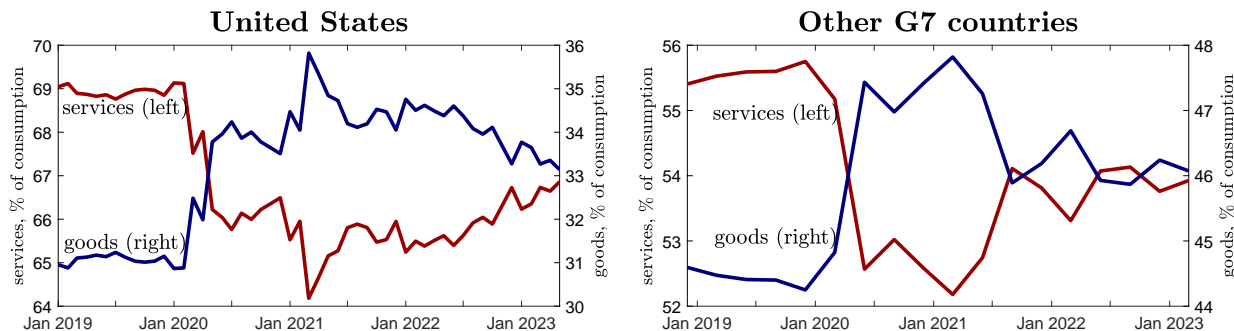 United States
services, % of consumption
70
69
68
67
66
65
64
services (left)
goods (right)
36
35
34
33
32
31
30
goods, % of consumption
Jan 2019 Jan 2020 Jan 2021 Jan 2022 Jan 2023
Other G7 countries
services, % of consumption
56
55
54
53
52
services (left)
goods (right)
48
47
46
45
44
goods, % of consumption
Jan 2019 Jan 2020 Jan 2021 Jan 2022 Jan 2023